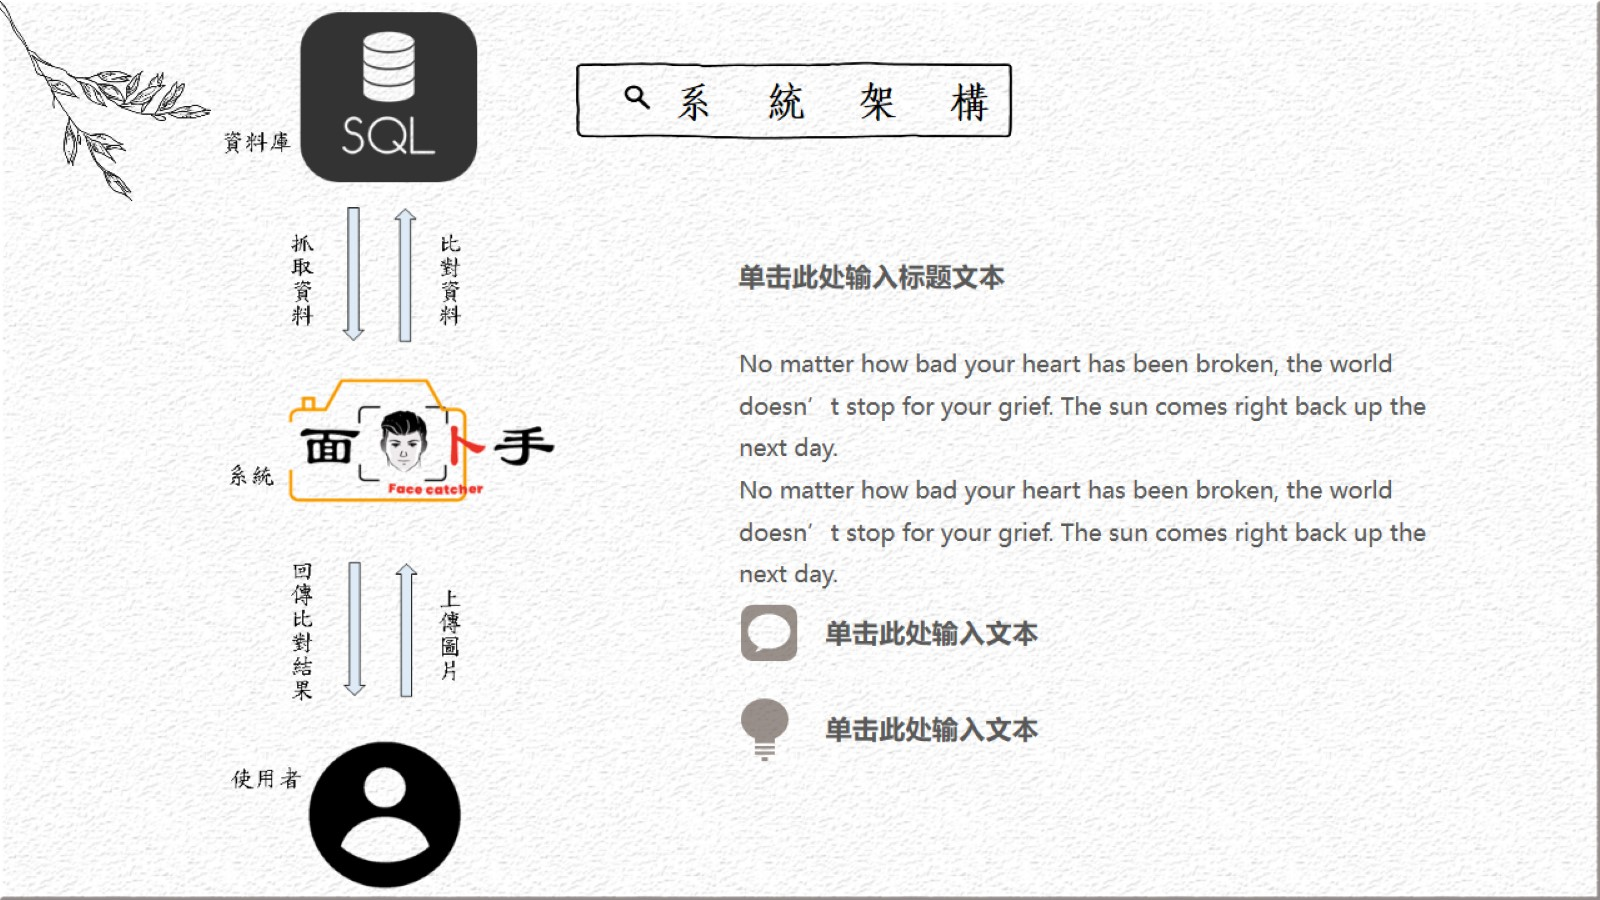 SQL
資料庫
系統架構
抓取資料
比對資料
单击此处输入标题文本
No matter how bad your heart has been broken, the world
doesn’t stop for your grief. The sun comes right back up the
next day.
No matter how bad your heart has been broken, the world
doesn’t stop for your grief. The sun comes right back up the
next day.
面卜手
Face catcher
系統
回傳比對結果
上傳圖片
单击此处输入文本
单击此处输入文本
使用者